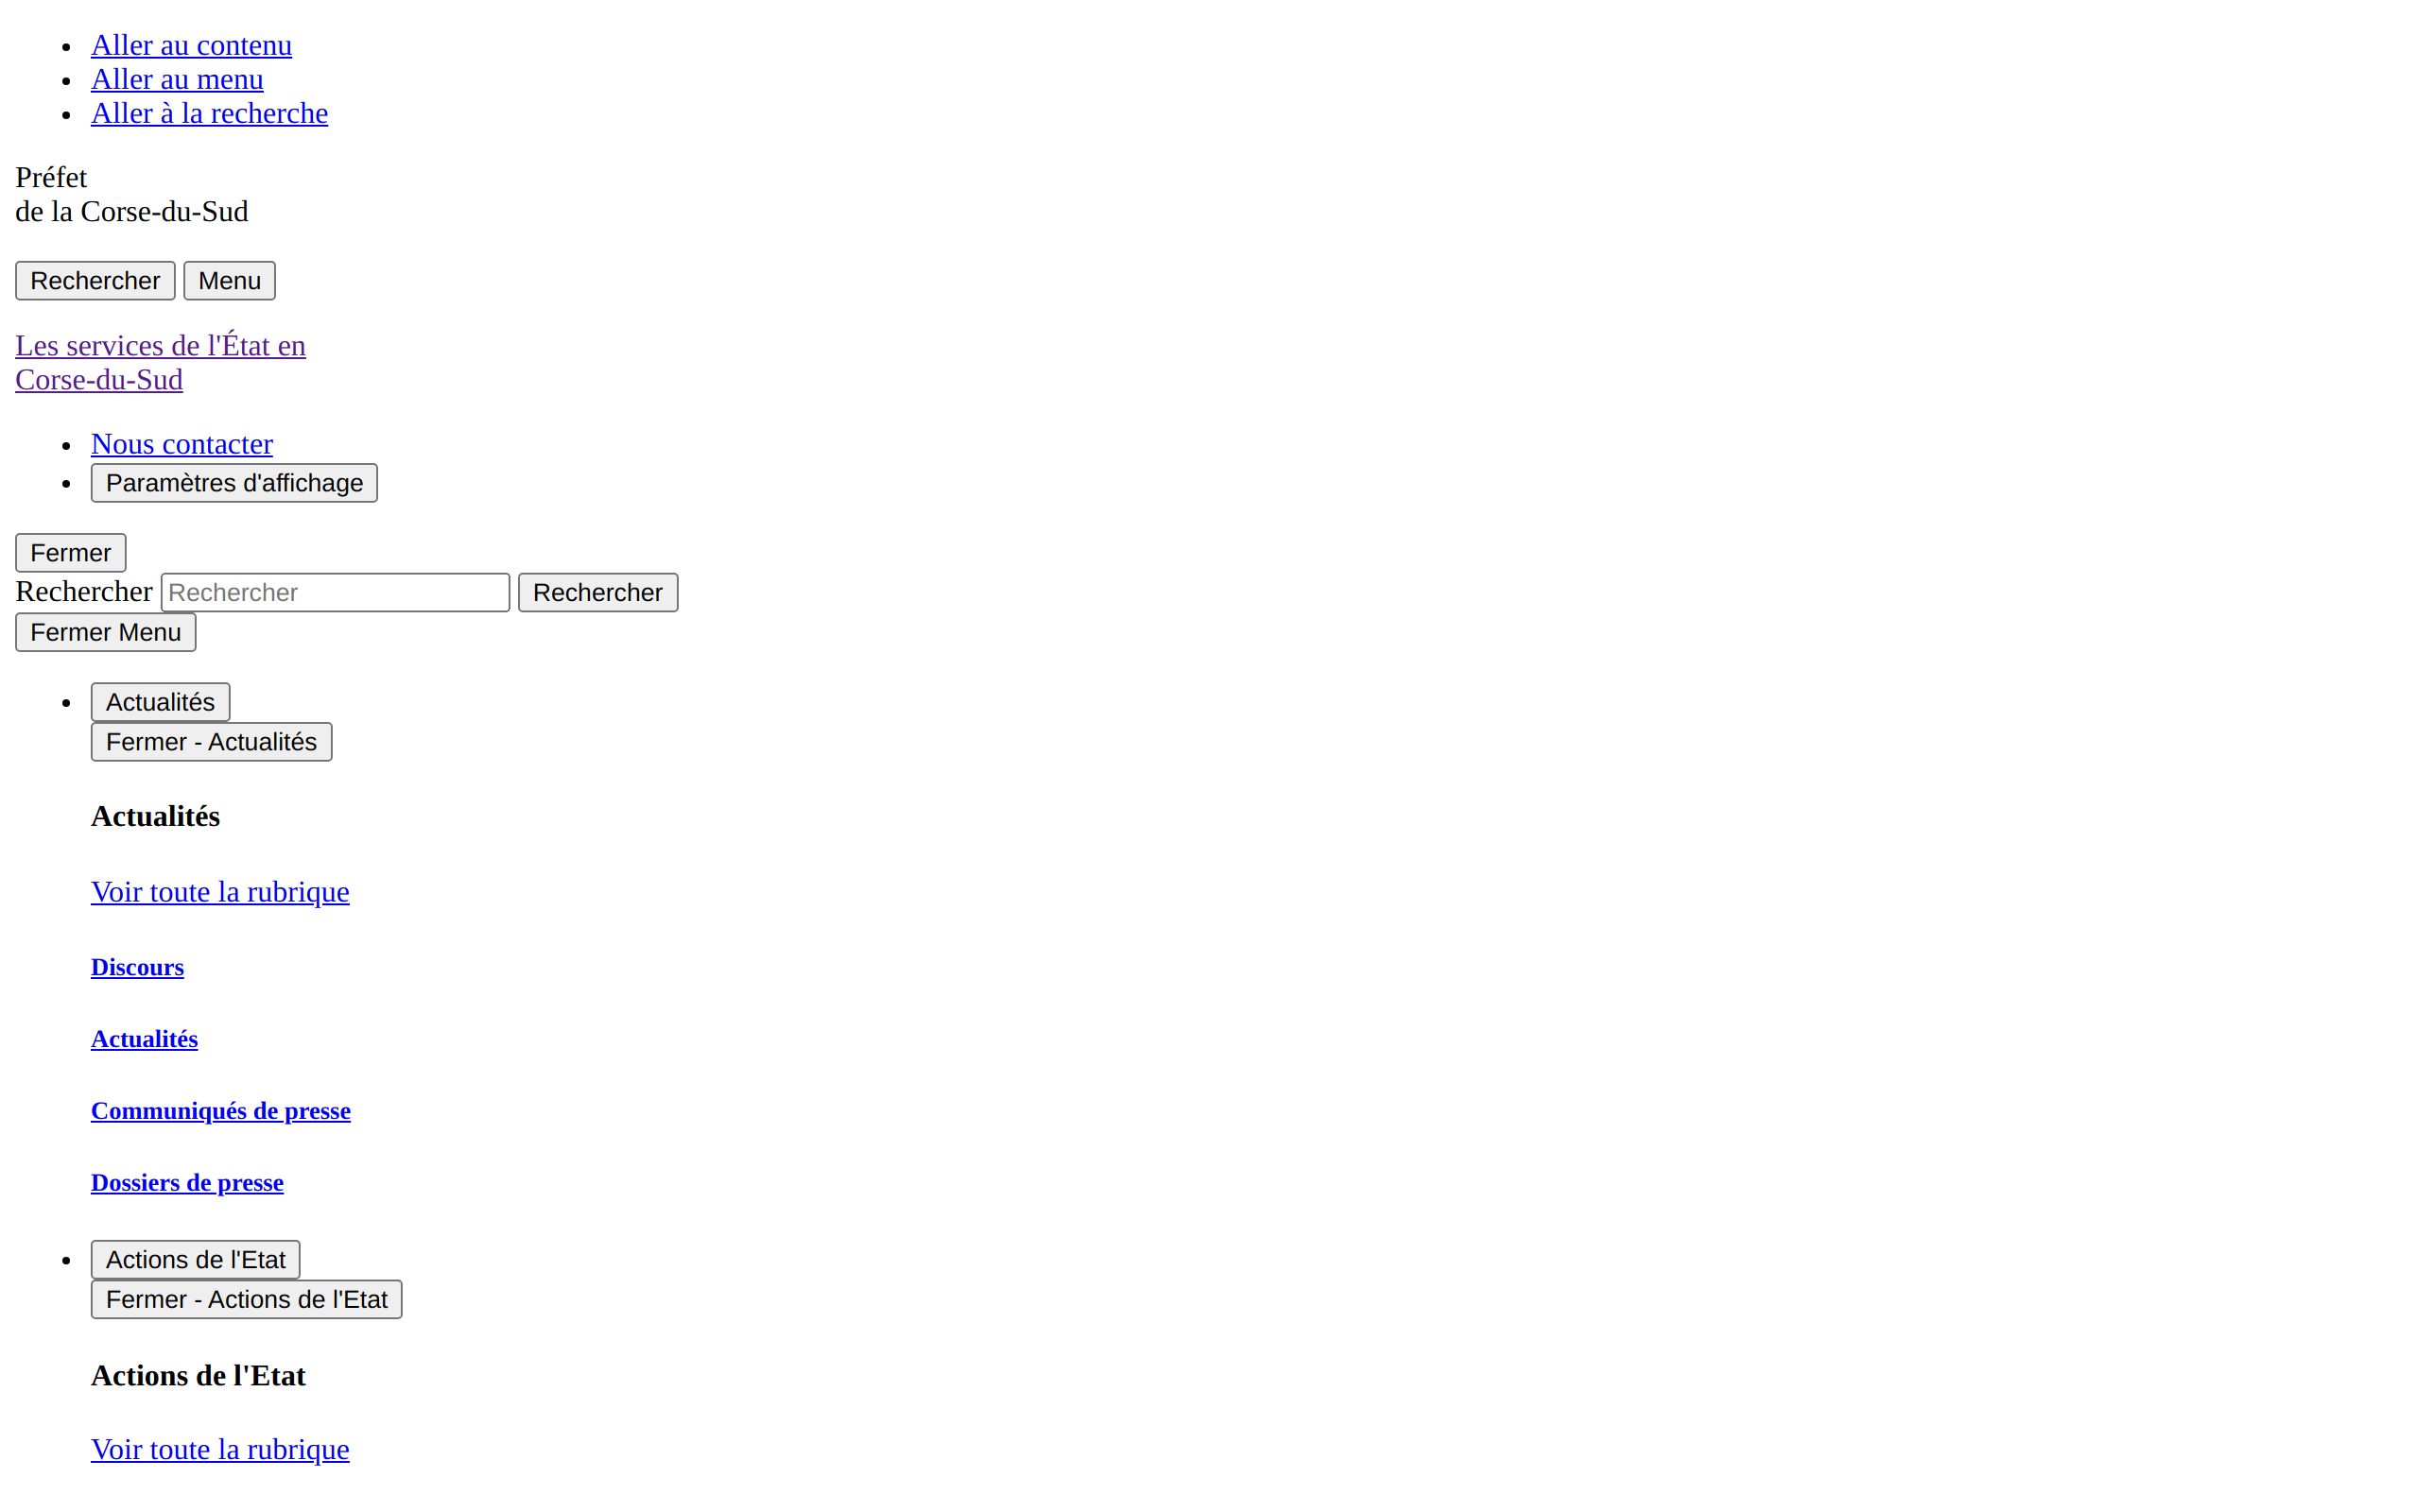 Aller au contenu
Aller au menu
Aller à la recherche
Préfet
de la Corse-du-Sud
Rechercher Menu
Les services de l'État en
Corse-du-Sud
Nous contacter
Paramètres d'affichage
Fermer
Rechercher Rechercher Rechercher
Fermer Menu
Actualités
Fermer - Actualités
Actualités
Voir toute la rubrique
Discours
Actualités
Communiqués de presse
Dossiers de presse
Actions de l'Etat
Fermer - Actions de l'Etat
Actions de l'Etat
Voir toute la rubrique